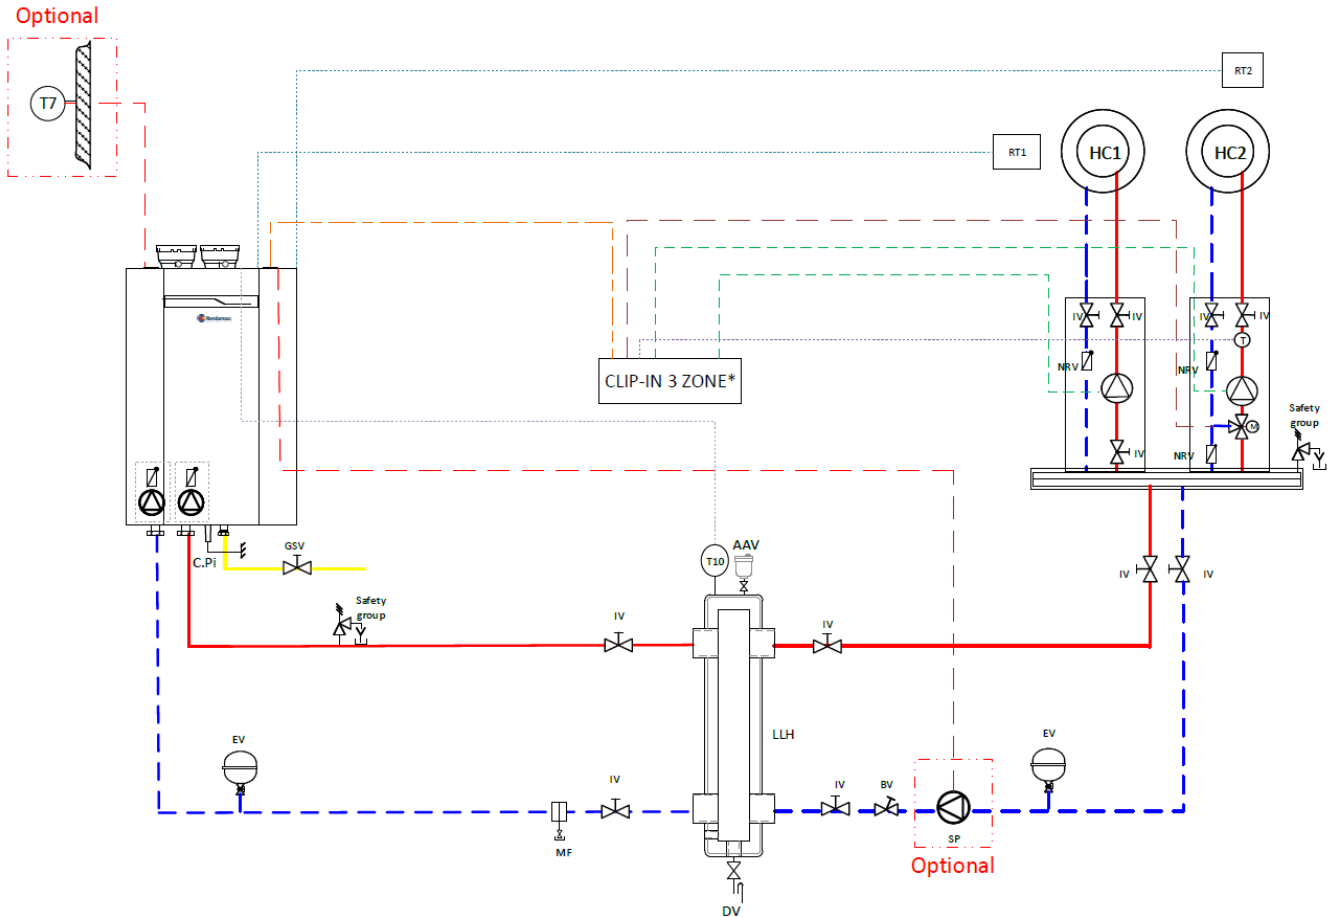 Optional
RT2
T7
RT1
HC1
HC2
Rendamax
IV
IV
IV
IV
T
NRV
NRV
CLIP-IN 3 ZONE*
M
Safety
group
IV
NRV
GSV
AAV
C.Pi
T10
IV
IV
Safety
group
IV
IV
LLH
EV
EV
IV
IV
BV
MF
SP
Optional
DV